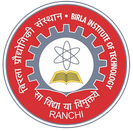 बिरला प्रौद्योगिकी संस्थान
BIRLA INSTITUTE OF TECHNOLOGY
सा विद्या या विमुक्तये
RANCHI